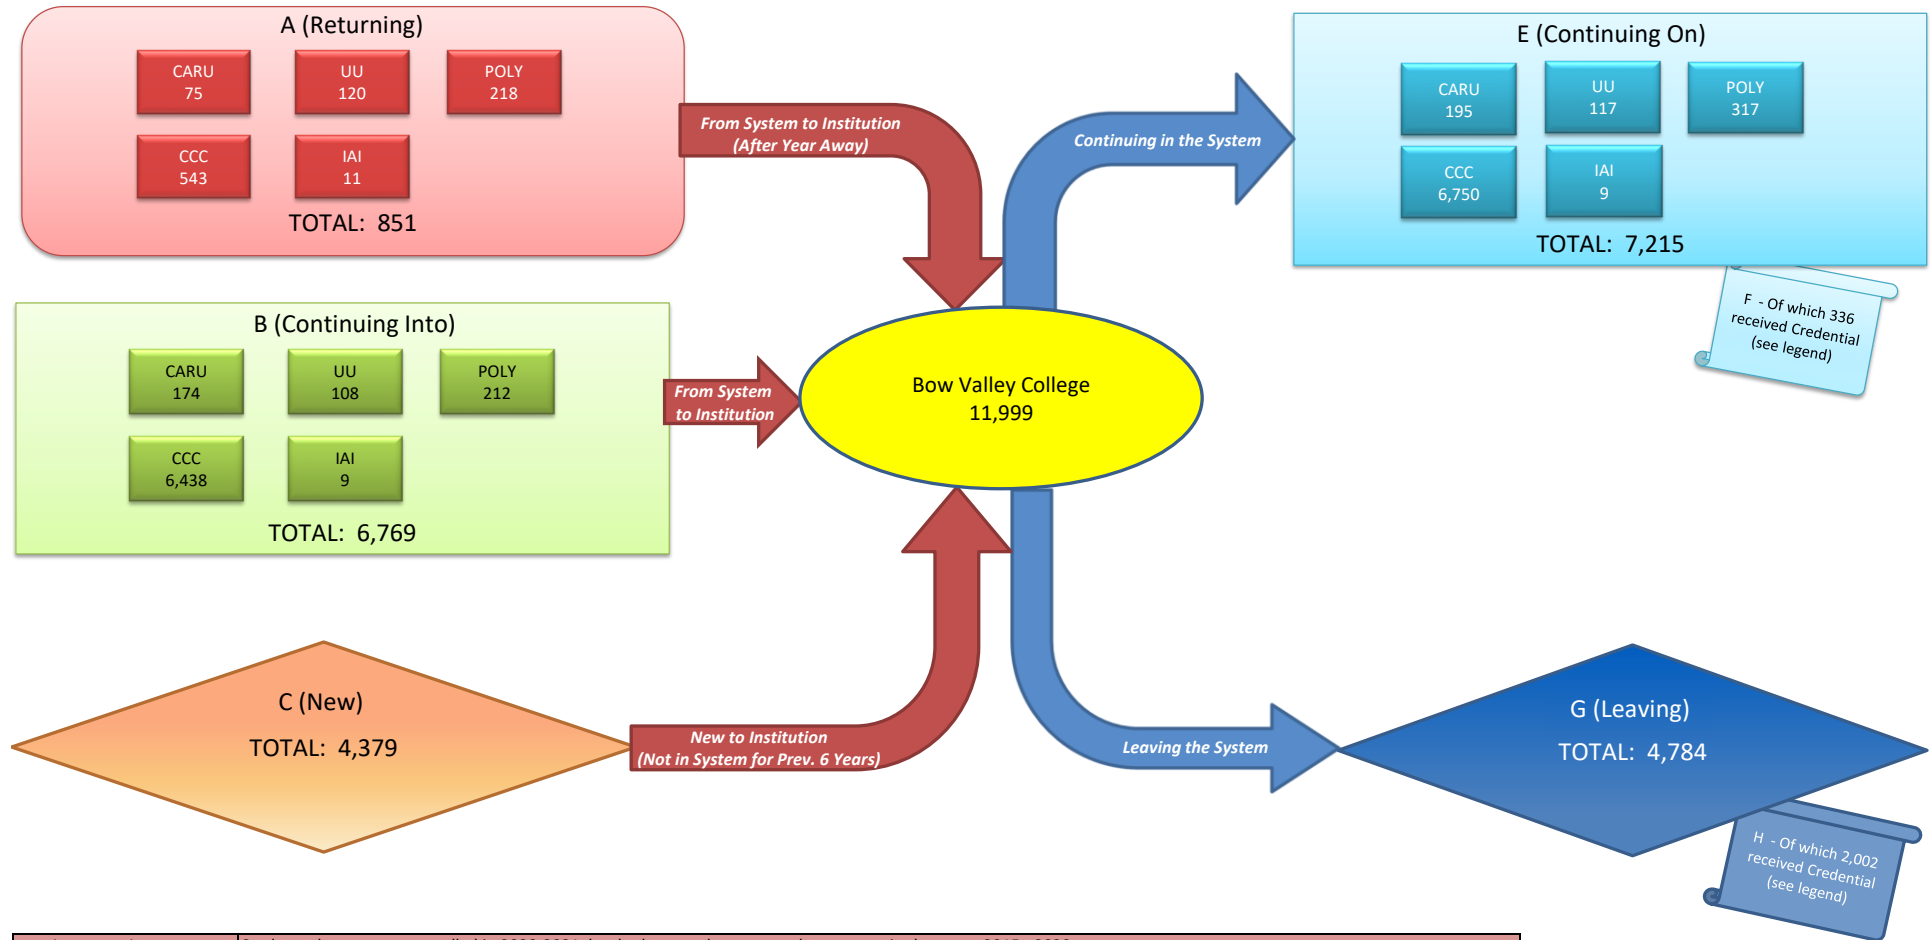 A (Returning)
CARU
75
UU
120
POLY
218
CCC
543
IAI
11
TOTAL: 851
From System to Institution
(After Year Away)
B (Continuing Into)
CARU
174
UU
108
POLY
212
CCC
6,438
IAI
9
TOTAL: 6,769
From System
to Institution
C (New)
TOTAL: 4,379
New to Institution
(Not in System for Prev. 6 Years)
Bow Valley College
11,999
Continuing in the System
E (Continuing On)
CARU
195
UU
117
POLY
317
CCC
6,750
IAI
9
TOTAL: 7,215
F - Of which 336
received Credential
(see legend)
Leaving the System
G (Leaving)
TOTAL: 4,784
H - Of which 2,002
received Credential
(see legend)